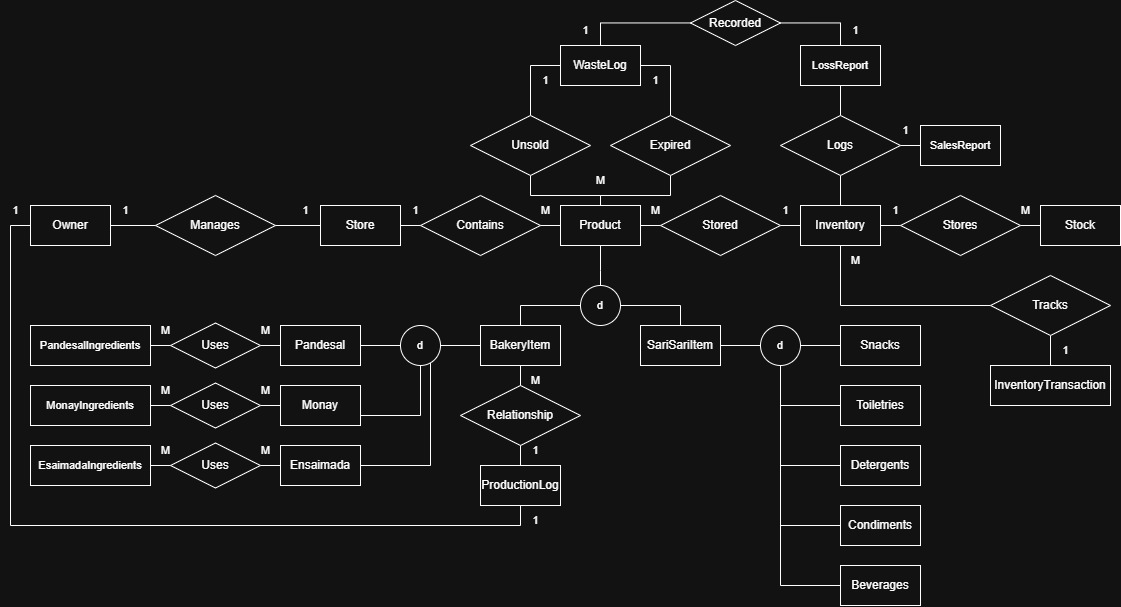 Recorded
1
1
WasteLog
LossReport
1
1
Unsold
Expired
Logs
1
SalesReport
M
1
Owner
1
Manages
1
Store
1
Contains
M
Product
M
Stored
1
Inventory
1
Stores
M
Stock
M
d
Tracks
PandesalIngredients
M
Uses
M
Pandesal
d
BakeryItem
SariSariItem
d
Snacks
1
InventoryTransaction
M
MonayIngredients
M
Uses
M
Monay
Relationship
Toiletries
1
EsaimadaIngredients
M
Uses
M
Ensaimada
ProductionLog
Detergents
1
Condiments
Beverages